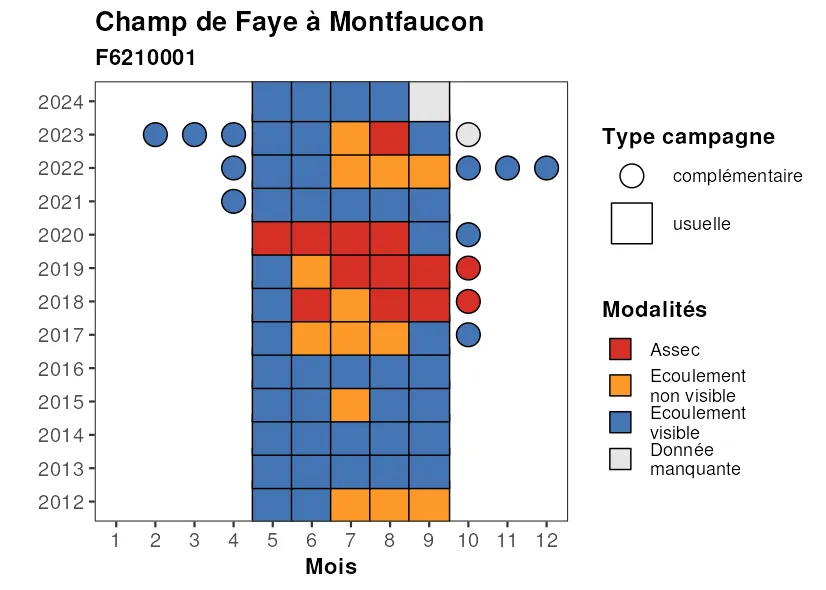 Champ de Faye à Montfaucon
F6210001
2024
2023
2022
2021
2020
2019
2018
2017
2016
2015
2014
2013
2012
1 2 3 4 5 6 7 8 9 10 11 12
Mois
Type campagne
complémentaire
usuelle
Modalités
Assec
Ecoulement
non visible
Ecoulement
visible
Donnée
manquante